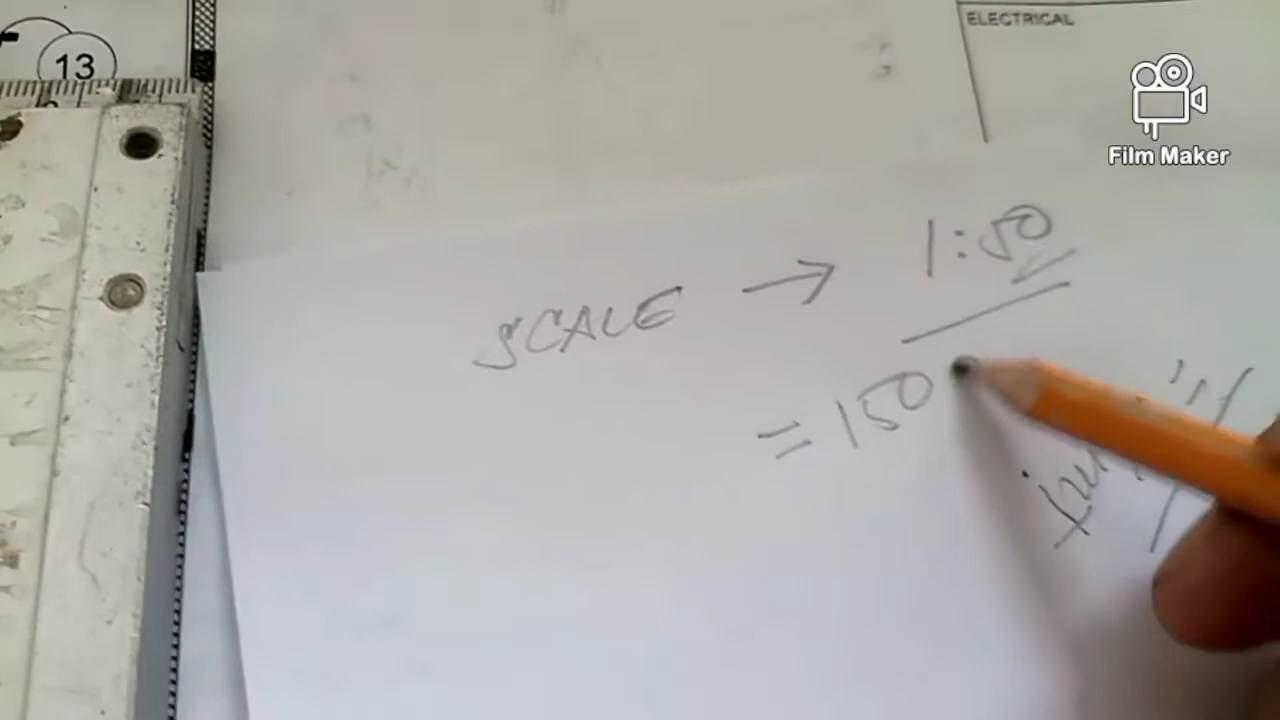 13
ELECTRICAL
Film Maker
SCALE → 1:50
= 150